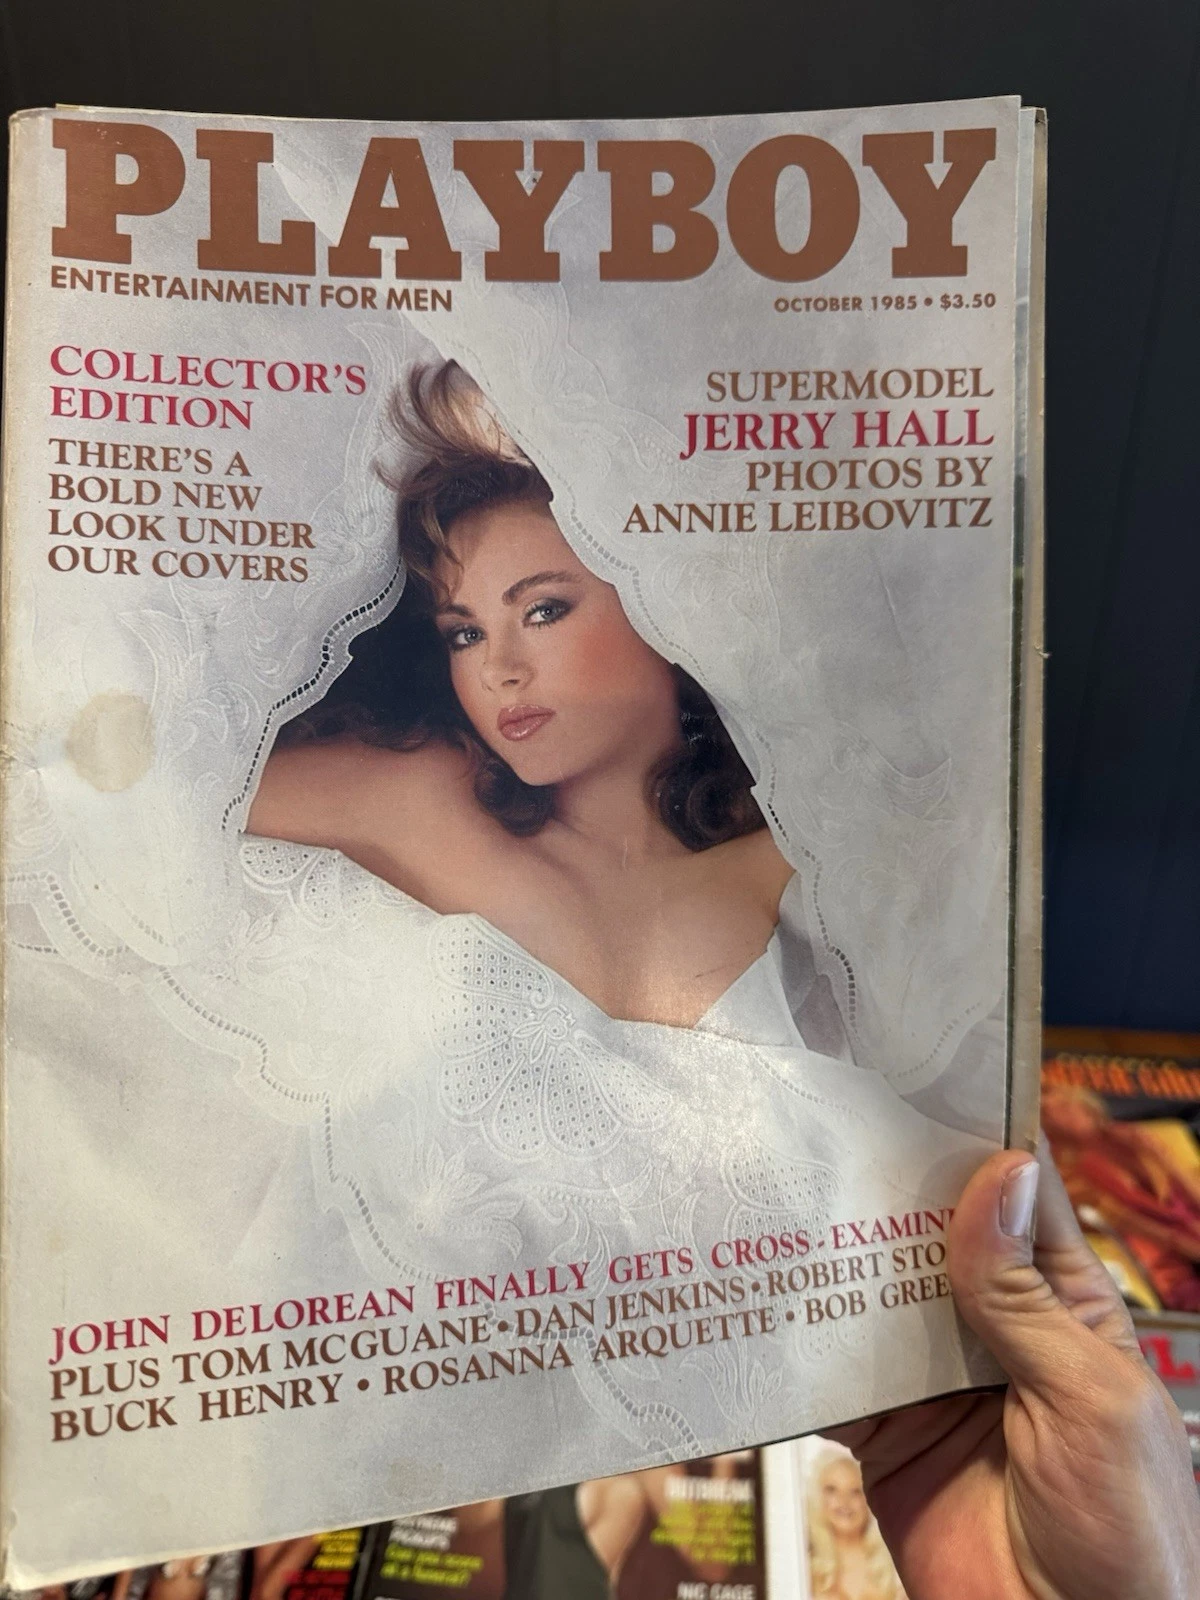 PLAYBOY
ENTERTAINMENT FOR MEN
OCTOBER 1985 • $3.50
COLLECTOR'S
EDITION
THERE'S A
BOLD NEW
LOOK UNDER
OUR COVERS
SUPERMODEL
JERRY HALL
PHOTOS BY
ANNIE LEIBOVITZ
JOHN DELOREAN FINALLY GETS CROSS-EXAMIN
PLUS TOM MCGUANE • DAN JENKINS • ROBERT STO
BUCK HENRY • ROSANNA ARQUETTE • BOB GREE
NIC CAGE